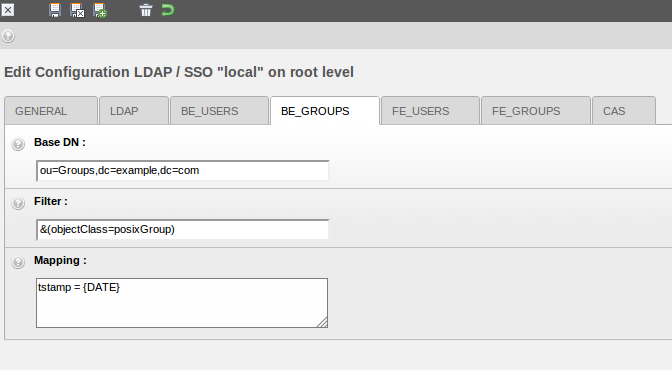 Edit Configuration LDAP / SSO "local" on root level
GENERAL LDAP BE_USERS BE_GROUPS FE_USERS FE_GROUPS CAS
Base DN :
ou=Groups,dc=example,dc=com
Filter :
&(objectClass=posixGroup)
Mapping :
tstamp = {DATE}